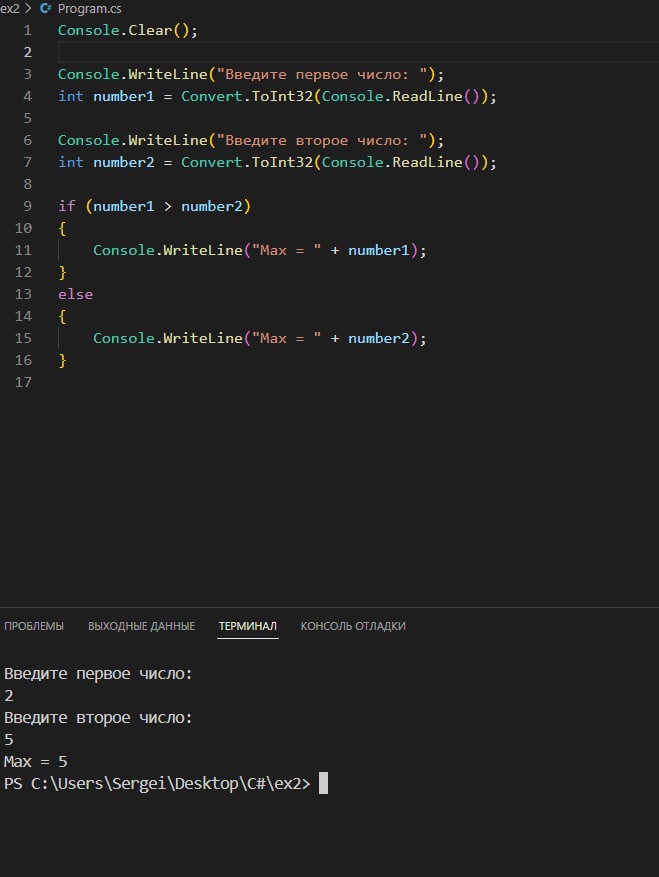 ex2 > C# Program.cs
1 Console.Clear();
2
3 Console.WriteLine("Введите первое число: ");
4 int number1 = Convert.ToInt32(Console.ReadLine());
5
6 Console.WriteLine("Введите второе число: ");
7 int number2 = Convert.ToInt32(Console.ReadLine());
8
9 if (number1 > number2)
10 {
11 Console.WriteLine("Max = " + number1);
12 }
13 else
14 {
15 Console.WriteLine("Max = " + number2);
16 }
17
ПРОБЛЕМЫ ВЫХОДНЫЕ ДАННЫЕ ТЕРМИНАЛ КОНСОЛЬ ОТЛАДКИ
Введите первое число:
2
Введите второе число:
5
Max = 5
PS C:\Users\Sergei\Desktop\C#\ex2>